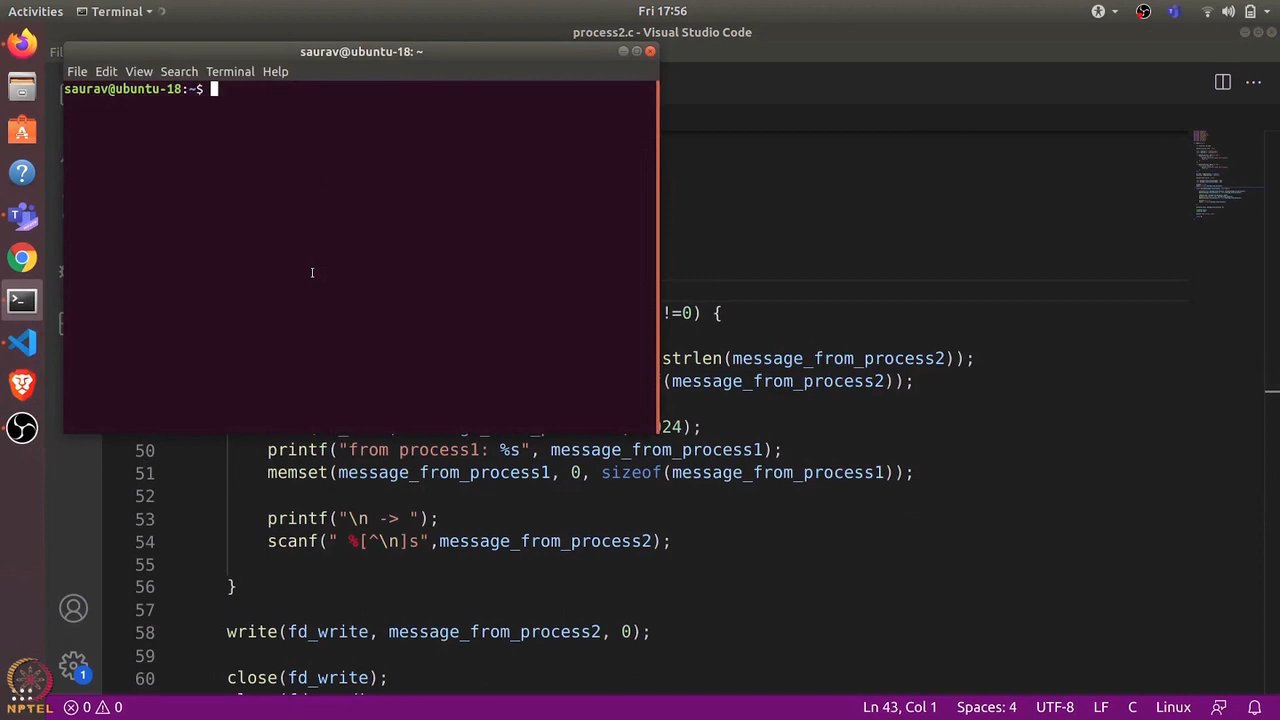 Activities
Terminal
Fri 17:56
process2.c - Visual Studio Code
saurav@ubuntu-18: ~
File Edit View Search Terminal Help
saurav@ubuntu-18:~$
!=0) {
strlen(message_from_process2));
(message_from_process2));
24);
50 printf("from process1: %s", message_from_process1);
51 memset(message_from_process1, 0, sizeof(message_from_process1));
52
53 printf("\n -> ");
54 scanf(" %[^\n]s",message_from_process2);
55
56 }
57
58 write(fd_write, message_from_process2, 0);
59
60 close(fd_write);
0 0
Ln 43, Col 1 Spaces: 4 UTF-8 LF C Linux
1
NPTEL